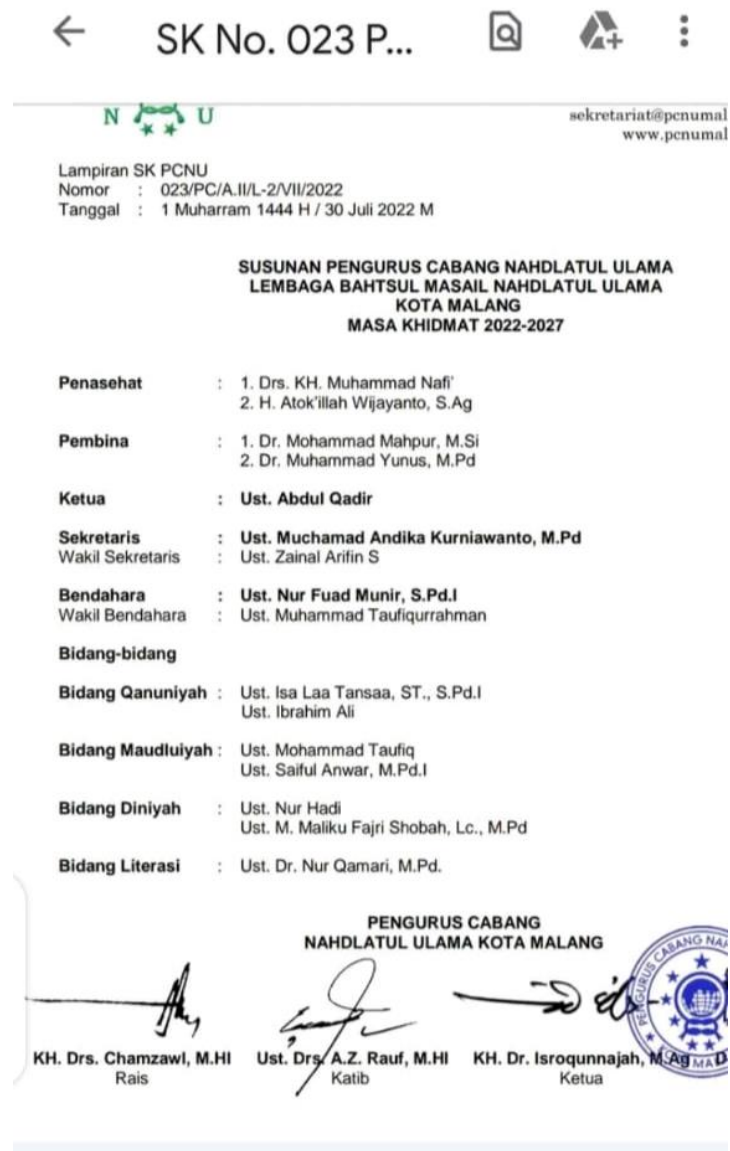 SK No. 023 P...
N U
sekretariat@pcnumal
www.pcnumal
Lampiran SK PCNU
Nomor : 023/PC/A.II/L-2/VII/2022
Tanggal : 1 Muharram 1444 H / 30 Juli 2022 M
SUSUNAN PENGURUS CABANG NAHDLATUL ULAMA
LEMBAGA BAHTSUL MASAIL NAHDLATUL ULAMA
KOTA MALANG
MASA KHIDMAT 2022-2027
Penasehat : 1. Drs. KH. Muhammad Nafi'
2. H. Atok'illah Wijayanto, S.Ag
Pembina : 1. Dr. Mohammad Mahpur, M.Si
2. Dr. Muhammad Yunus, M.Pd
Ketua : Ust. Abdul Qadir
Sekretaris : Ust. Muchamad Andika Kurniawanto, M.Pd
Wakil Sekretaris : Ust. Zainal Arifin S
Bendahara : Ust. Nur Fuad Munir, S.Pd.I
Wakil Bendahara : Ust. Muhammad Taufiqurrahman
Bidang-bidang
Bidang Qanuniyah : Ust. Isa Laa Tansaa, ST., S.Pd.I
Ust. Ibrahim Ali
Bidang Maudluiyah : Ust. Mohammad Taufiq
Ust. Saiful Anwar, M.Pd.I
Bidang Diniyah : Ust. Nur Hadi
Ust. M. Maliku Fajri Shobah, Lc., M.Pd
Bidang Literasi : Ust. Dr. Nur Qamari, M.Pd.
PENGURUS CABANG
NAHDLATUL ULAMA KOTA MALANG
PENGURUS CABANG NAH
KH. Drs. Chamzawi, M.HI Ust. Drs. A.Z. Rauf, M.HI KH. Dr. Isroqunnajah, M.Ag D
Rais Katib Ketua